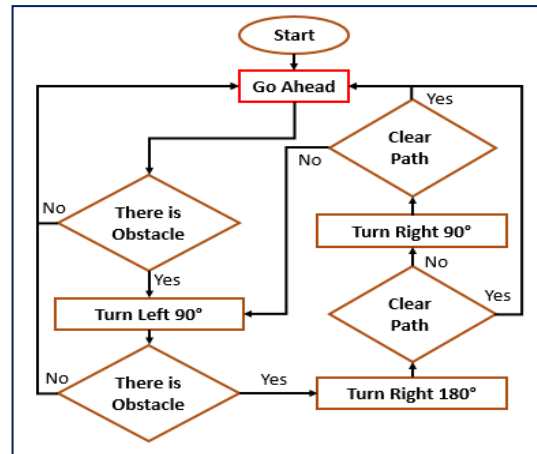 Start
Go Ahead
Yes
Clear
Path
No
There is
Obstacle
No
Yes
Turn Right 90°
No
Turn Left 90°
Clear
Path
Yes
There is
Obstacle
No
Yes
Turn Right 180°